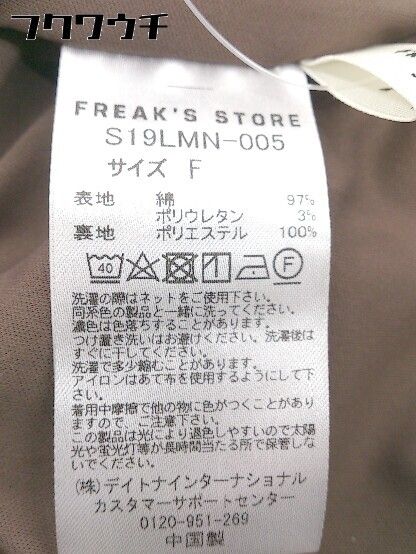 フクワウチ
FREAK'S STORE
S19LMN-005
サイズ F
表地 綿 97%
ポリウレタン 3%
裏地 ポリエステル 100%
40 F
洗濯の際はネットをご使用下さい。
同系色の製品と一緒に洗ってください。
濃色は色落ちすることがあります。
つけ置き洗いはお避けください。洗濯後は
すぐに干してください。
洗濯で多少縮むことがあります。
アイロンはあて布を使用するようにして下
さい。
着用中摩擦で他の物に色がつくことがあり
ますので、ご注意下さい。
この製品は光により退色しやすいので太陽
光や蛍光灯等が長時間当たる所で保管しな
いでください。
(株)デイトナインターナショナル
カスタマーサポートセンター
0120-951-269
中国製